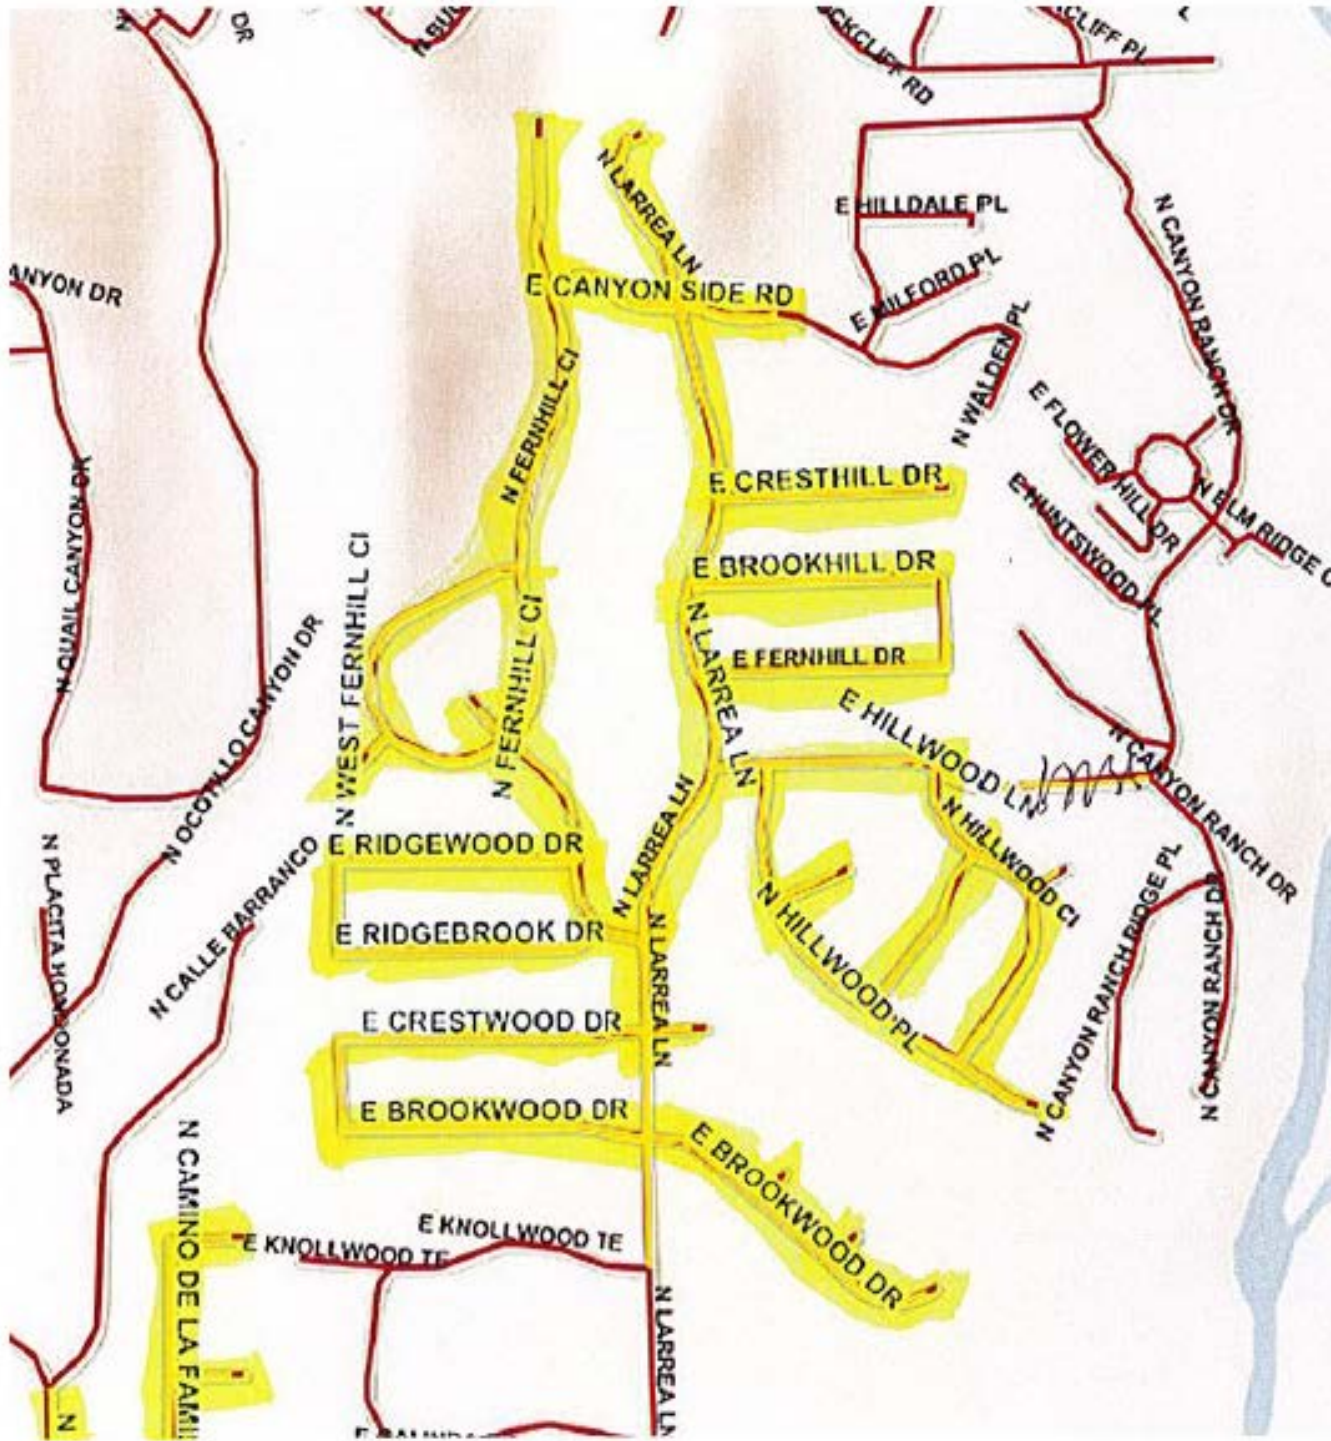 DR
CLIFF PL
CKCLIFF RD
N LARREA LN
E HILLDALE PL
N CANYON RANCH DR
ANYON DR
E CANYON SIDE RD
E MILFORD PL
N WALDEN PL
N FERNHILL CI
E FLOWER HILL DR
E CRESTHILL DR
N ELM RIDGE C
E HUNTSWOOD PL
N QUAIL CANYON DR
N WEST FERNHILL CI
E BROOKHILL DR
N FERNHILL CI
N LARREA LN
E FERNHILL DR
N OCOTILLO CANYON DR
E HILLWOOD LN
N CANYON RANCH DR
N LARREA LN
N HILLWOOD CI
E RIDGEWOOD DR
N PLACITA HONDONADA
N CALLE BARRANCO
N HILLWOOD PL
N CANYON RANCH RIDGE PL
N CANYON RANCH DR
E RIDGEBROOK DR
N LARREA LN
E CRESTWOOD DR
E BROOKWOOD DR
E BROOKWOOD DR
N CAMINO DE LA FAMI
E KNOLLWOOD TE
E KNOLLWOOD TE
N LARREA LN
N